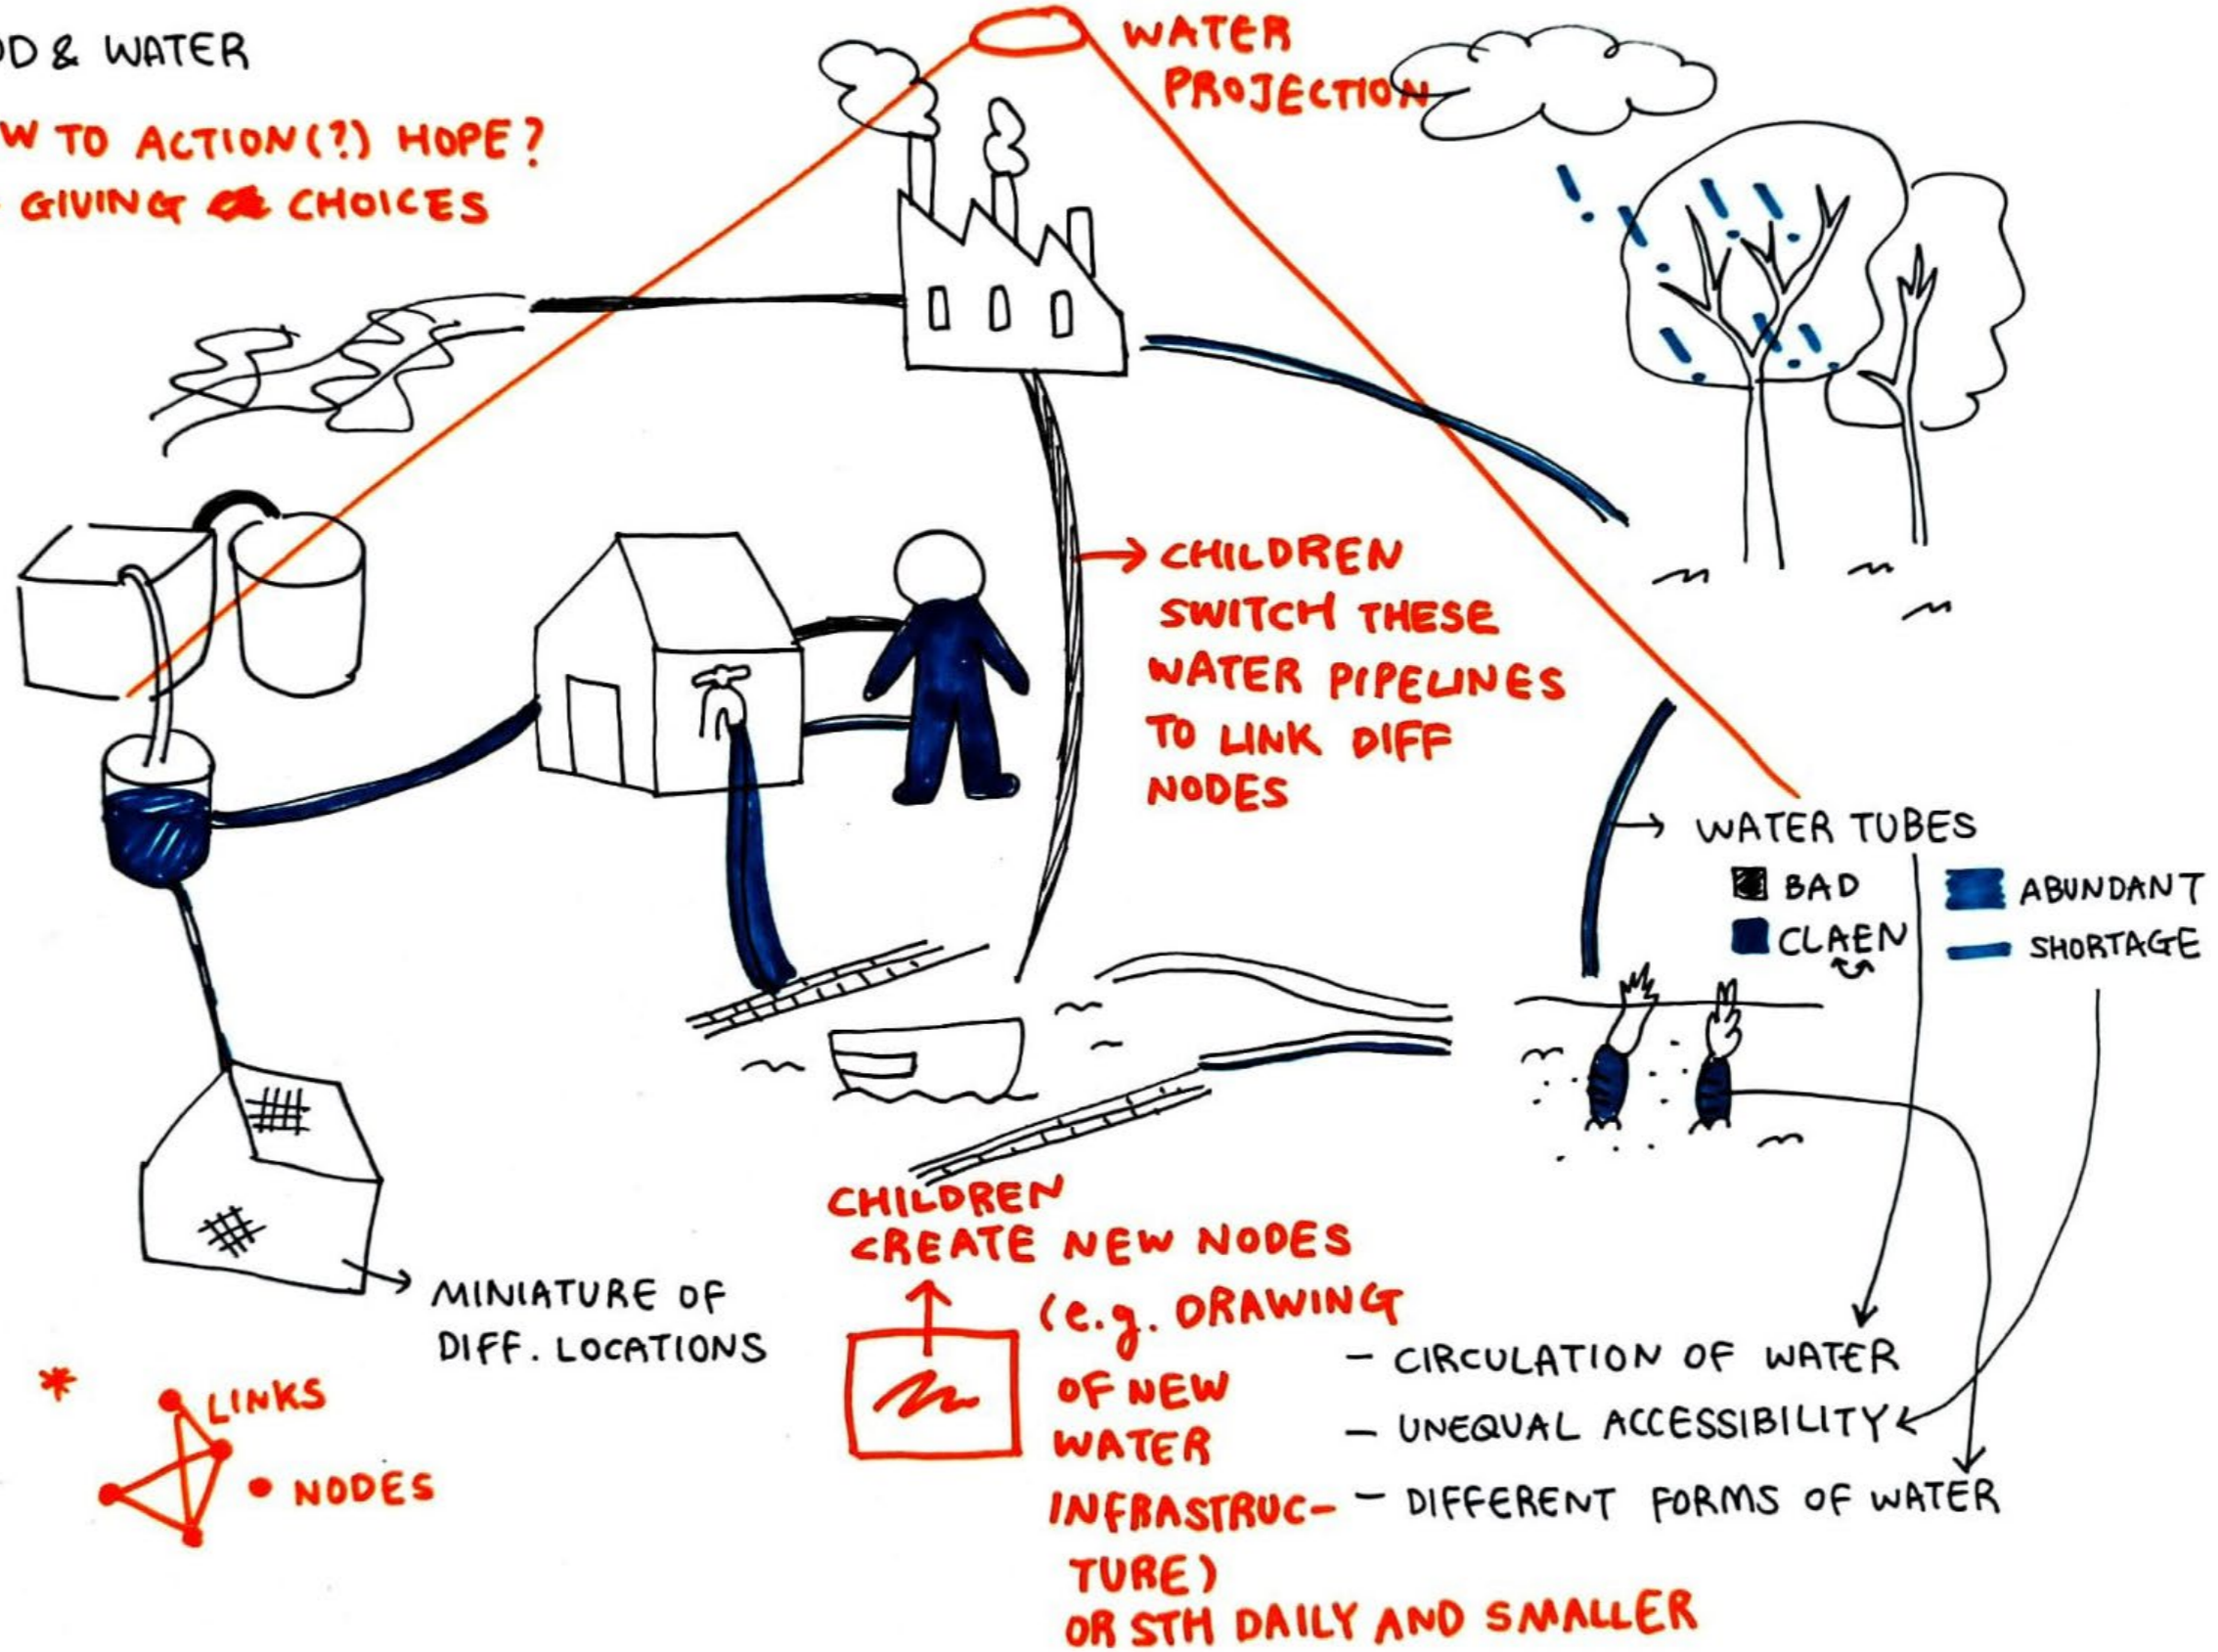 OD & WATER
W TO ACTION(?) HOPE?
GIVING CHOICES
WATER
PROJECTION
CHILDREN
SWITCH THESE
WATER PIPELINES
TO LINK DIFF
NODES
WATER TUBES
BAD
CLAEN
ABUNDANT
SHORTAGE
MINIATURE OF
DIFF. LOCATIONS
* LINKS
• NODES
CHILDREN
CREATE NEW NODES
(e.g. DRAWING
OF NEW
WATER
INFRASTRUC-
TURE)
OR STH DAILY AND SMALLER
- CIRCULATION OF WATER
- UNEQUAL ACCESSIBILITY
- DIFFERENT FORMS OF WATER